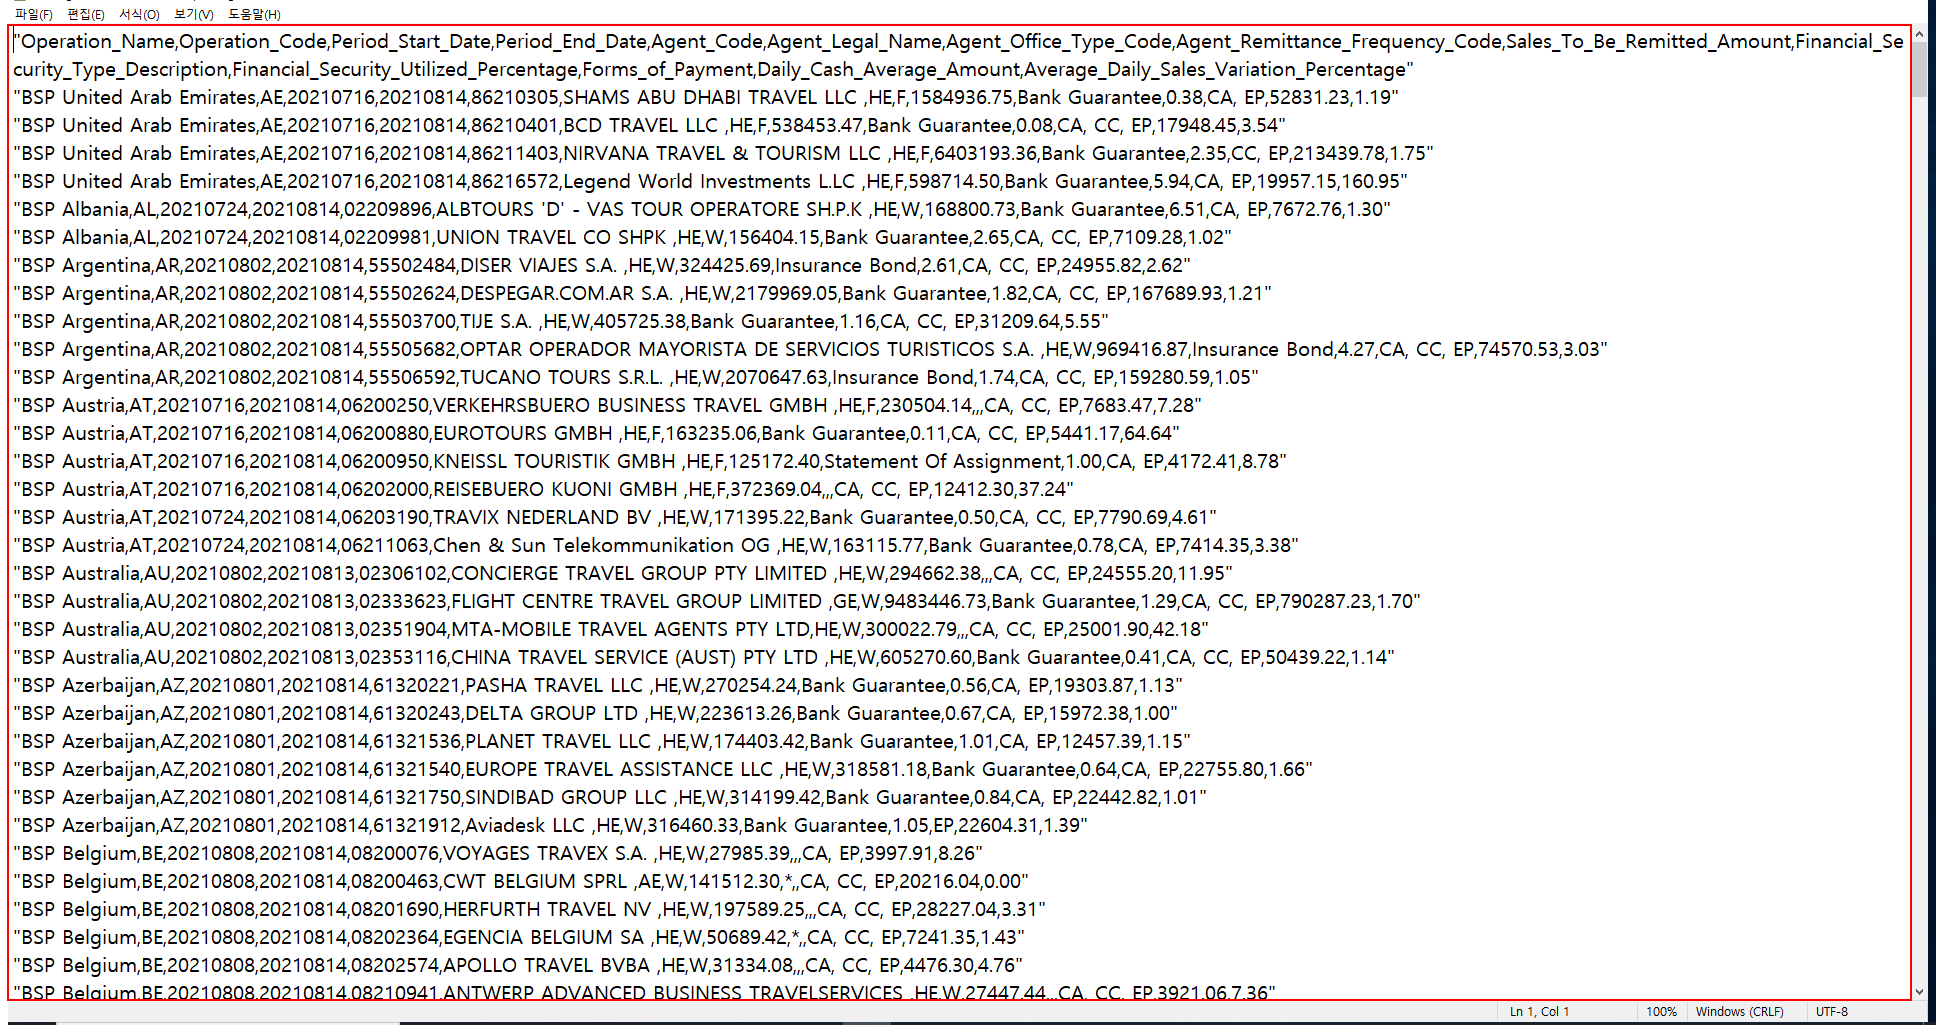 파일(F) 편집(E) 서식(O) 보기(V) 도움말(H)
"Operation_Name,Operation_Code,Period_Start_Date,Period_End_Date,Agent_Code,Agent_Legal_Name,Agent_Office_Type_Code,Agent_Remittance_Frequency_Code,Sales_To_Be_Remitted_Amount,Financial_Se
curity_Type_Description,Financial_Security_Utilized_Percentage,Forms_of_Payment,Daily_Cash_Average_Amount,Average_Daily_Sales_Variation_Percentage"
"BSP United Arab Emirates,AE,20210716,20210814,86210305,SHAMS ABU DHABI TRAVEL LLC ,HE,F,1584936.75,Bank Guarantee,0.38,CA, EP,52831.23,1.19"
"BSP United Arab Emirates,AE,20210716,20210814,86210401,BCD TRAVEL LLC ,HE,F,538453.47,Bank Guarantee,0.08,CA, CC, EP,17948.45,3.54"
"BSP United Arab Emirates,AE,20210716,20210814,86211403,NIRVANA TRAVEL & TOURISM LLC ,HE,F,6403193.36,Bank Guarantee,2.35,CC, EP,213439.78,1.75"
"BSP United Arab Emirates,AE,20210716,20210814,86216572,Legend World Investments L.LC ,HE,F,598714.50,Bank Guarantee,5.94,CA, EP,19957.15,160.95"
"BSP Albania,AL,20210724,20210814,02209896,ALBTOURS 'D' - VAS TOUR OPERATORE SH.P.K ,HE,W,168800.73,Bank Guarantee,6.51,CA, EP,7672.76,1.30"
"BSP Albania,AL,20210724,20210814,02209981,UNION TRAVEL CO SHPK ,HE,W,156404.15,Bank Guarantee,2.65,CA, CC, EP,7109.28,1.02"
"BSP Argentina,AR,20210802,20210814,55502484,DISER VIAJES S.A. ,HE,W,324425.69,Insurance Bond,2.61,CA, CC, EP,24955.82,2.62"
"BSP Argentina,AR,20210802,20210814,55502624,DESPEGAR.COM.AR S.A. ,HE,W,2179969.05,Bank Guarantee,1.82,CA, CC, EP,167689.93,1.21"
"BSP Argentina,AR,20210802,20210814,55503700,TIJE S.A. ,HE,W,405725.38,Bank Guarantee,1.16,CA, CC, EP,31209.64,5.55"
"BSP Argentina,AR,20210802,20210814,55505682,OPTAR OPERADOR MAYORISTA DE SERVICIOS TURISTICOS S.A. ,HE,W,969416.87,Insurance Bond,4.27,CA, CC, EP,74570.53,3.03"
"BSP Argentina,AR,20210802,20210814,55506592,TUCANO TOURS S.R.L. ,HE,W,2070647.63,Insurance Bond,1.74,CA, CC, EP,159280.59,1.05"
"BSP Austria,AT,20210716,20210814,06200250,VERKEHRSBUERO BUSINESS TRAVEL GMBH ,HE,F,230504.14,,,CA, CC, EP,7683.47,7.28"
"BSP Austria,AT,20210716,20210814,06200880,EUROTOURS GMBH ,HE,F,163235.06,Bank Guarantee,0.11,CA, CC, EP,5441.17,64.64"
"BSP Austria,AT,20210716,20210814,06200950,KNEISSL TOURISTIK GMBH ,HE,F,125172.40,Statement Of Assignment,1.00,CA, EP,4172.41,8.78"
"BSP Austria,AT,20210716,20210814,06202000,REISEBUERO KUONI GMBH ,HE,F,372369.04,,,CA, CC, EP,12412.30,37.24"
"BSP Austria,AT,20210724,20210814,06203190,TRAVIX NEDERLAND BV ,HE,W,171395.22,Bank Guarantee,0.50,CA, CC, EP,7790.69,4.61"
"BSP Austria,AT,20210724,20210814,06211063,Chen & Sun Telekommunikation OG ,HE,W,163115.77,Bank Guarantee,0.78,CA, EP,7414.35,3.38"
"BSP Australia,AU,20210802,20210813,02306102,CONCIERGE TRAVEL GROUP PTY LIMITED ,HE,W,294662.38,,,CA, CC, EP,24555.20,11.95"
"BSP Australia,AU,20210802,20210813,02333623,FLIGHT CENTRE TRAVEL GROUP LIMITED ,GE,W,9483446.73,Bank Guarantee,1.29,CA, CC, EP,790287.23,1.70"
"BSP Australia,AU,20210802,20210813,02351904,MTA-MOBILE TRAVEL AGENTS PTY LTD,HE,W,300022.79,,,CA, CC, EP,25001.90,42.18"
"BSP Australia,AU,20210802,20210813,02353116,CHINA TRAVEL SERVICE (AUST) PTY LTD ,HE,W,605270.60,Bank Guarantee,0.41,CA, CC, EP,50439.22,1.14"
"BSP Azerbaijan,AZ,20210801,20210814,61320221,PASHA TRAVEL LLC ,HE,W,270254.24,Bank Guarantee,0.56,CA, EP,19303.87,1.13"
"BSP Azerbaijan,AZ,20210801,20210814,61320243,DELTA GROUP LTD ,HE,W,223613.26,Bank Guarantee,0.67,CA, EP,15972.38,1.00"
"BSP Azerbaijan,AZ,20210801,20210814,61321536,PLANET TRAVEL LLC ,HE,W,174403.42,Bank Guarantee,1.01,CA, EP,12457.39,1.15"
"BSP Azerbaijan,AZ,20210801,20210814,61321540,EUROPE TRAVEL ASSISTANCE LLC ,HE,W,318581.18,Bank Guarantee,0.64,CA, EP,22755.80,1.66"
"BSP Azerbaijan,AZ,20210801,20210814,61321750,SINDIBAD GROUP LLC ,HE,W,314199.42,Bank Guarantee,0.84,CA, EP,22442.82,1.01"
"BSP Azerbaijan,AZ,20210801,20210814,61321912,Aviadesk LLC ,HE,W,316460.33,Bank Guarantee,1.05,EP,22604.31,1.39"
"BSP Belgium,BE,20210808,20210814,08200076,VOYAGES TRAVEX S.A. ,HE,W,27985.39,,,CA, EP,3997.91,8.26"
"BSP Belgium,BE,20210808,20210814,08200463,CWT BELGIUM SPRL ,AE,W,141512.30,*,,CA, CC, EP,20216.04,0.00"
"BSP Belgium,BE,20210808,20210814,08201690,HERFURTH TRAVEL NV ,HE,W,197589.25,,,CA, CC, EP,28227.04,3.31"
"BSP Belgium,BE,20210808,20210814,08202364,EGENCIA BELGIUM SA ,HE,W,50689.42,*,,CA, CC, EP,7241.35,1.43"
"BSP Belgium,BE,20210808,20210814,08202574,APOLLO TRAVEL BVBA ,HE,W,31334.08,,,CA, CC, EP,4476.30,4.76"
"BSP Belgium,BE,20210808,20210814,08210941,ANTWERP ADVANCED BUSINESS TRAVELSERVICES ,HE,W,27447.44,,,CA, CC, EP,3921.06,7.36"
Ln 1, Col 1 100% Windows (CRLF) UTF-8